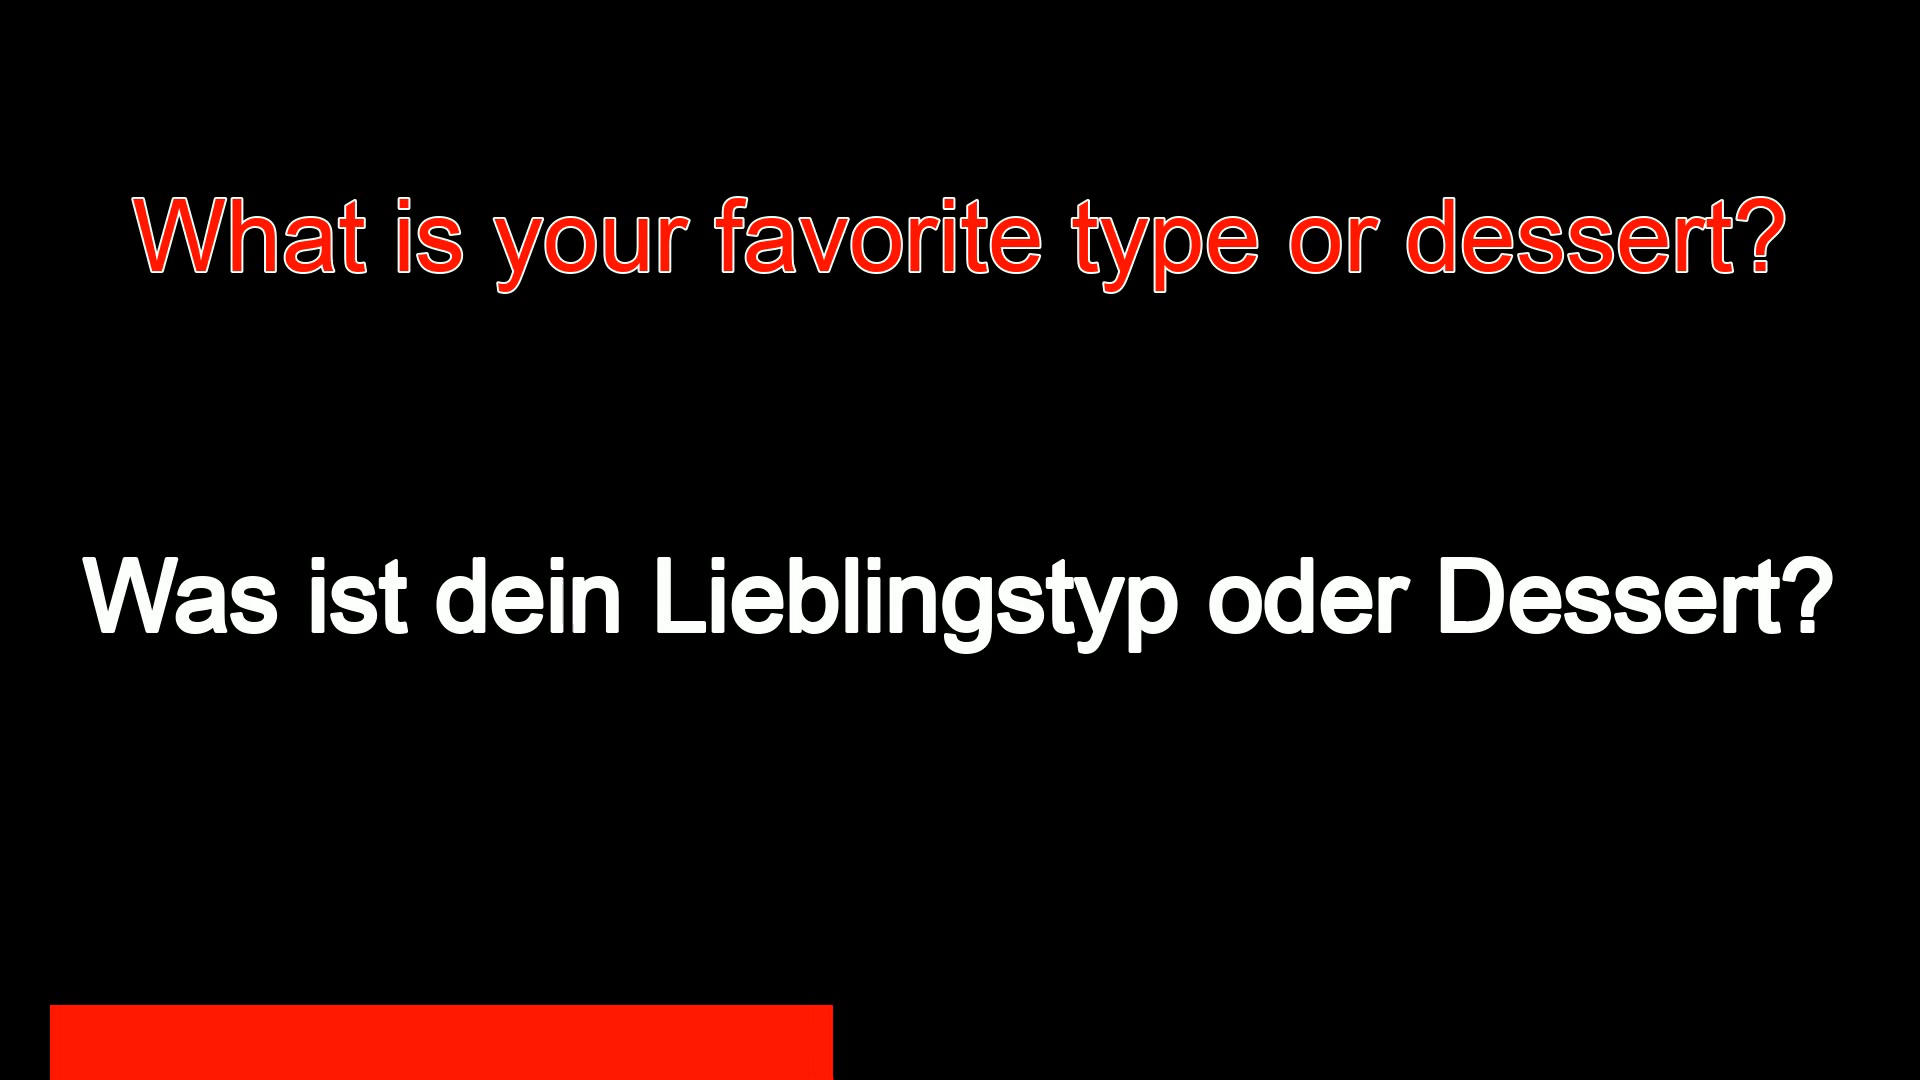 What is your favorite type or dessert?
Was ist dein Lieblingstyp oder Dessert?